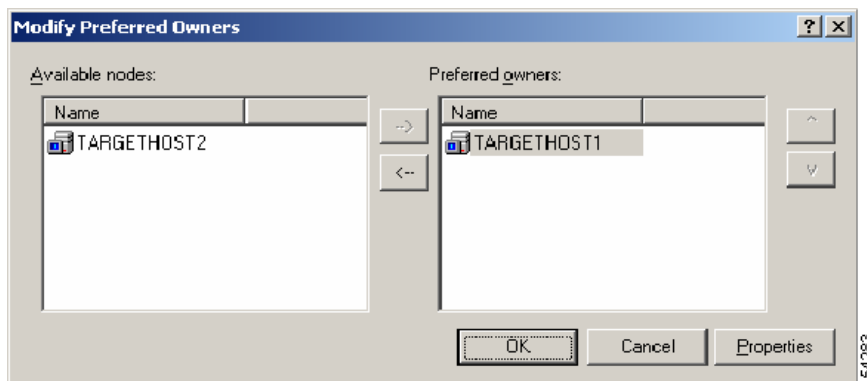 Modify Preferred Owners
Available nodes:
Preferred owners:
Name
Name
-->
TARGETHOST2
TARGETHOST1
<--
OK
Cancel
Properties
54283